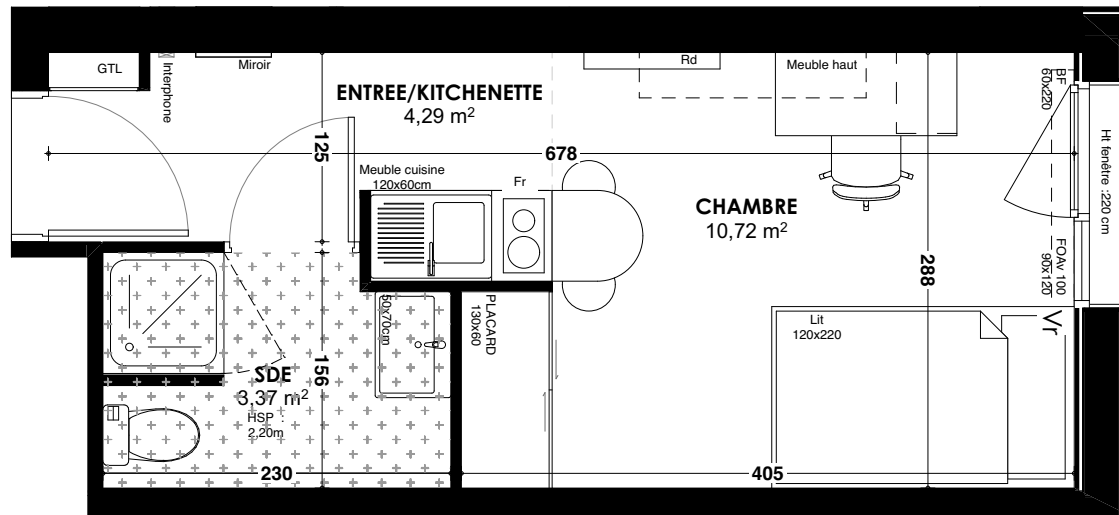 GTL
Interphone
Miroir
ENTREE/KITCHENETTE
4,29 m²
125
678
Rd
Meuble haut
BF
60x220
Ht fenêtre :220 cm
Meuble cuisine
120x60cm
Fr
CHAMBRE
10,72 m²
288
FOAv 100
90x120
Vr
50x70cm
PLACARD
130x60
Lit
120x220
SDE
3,37 m²
HSP :
2,20m
156
230
405